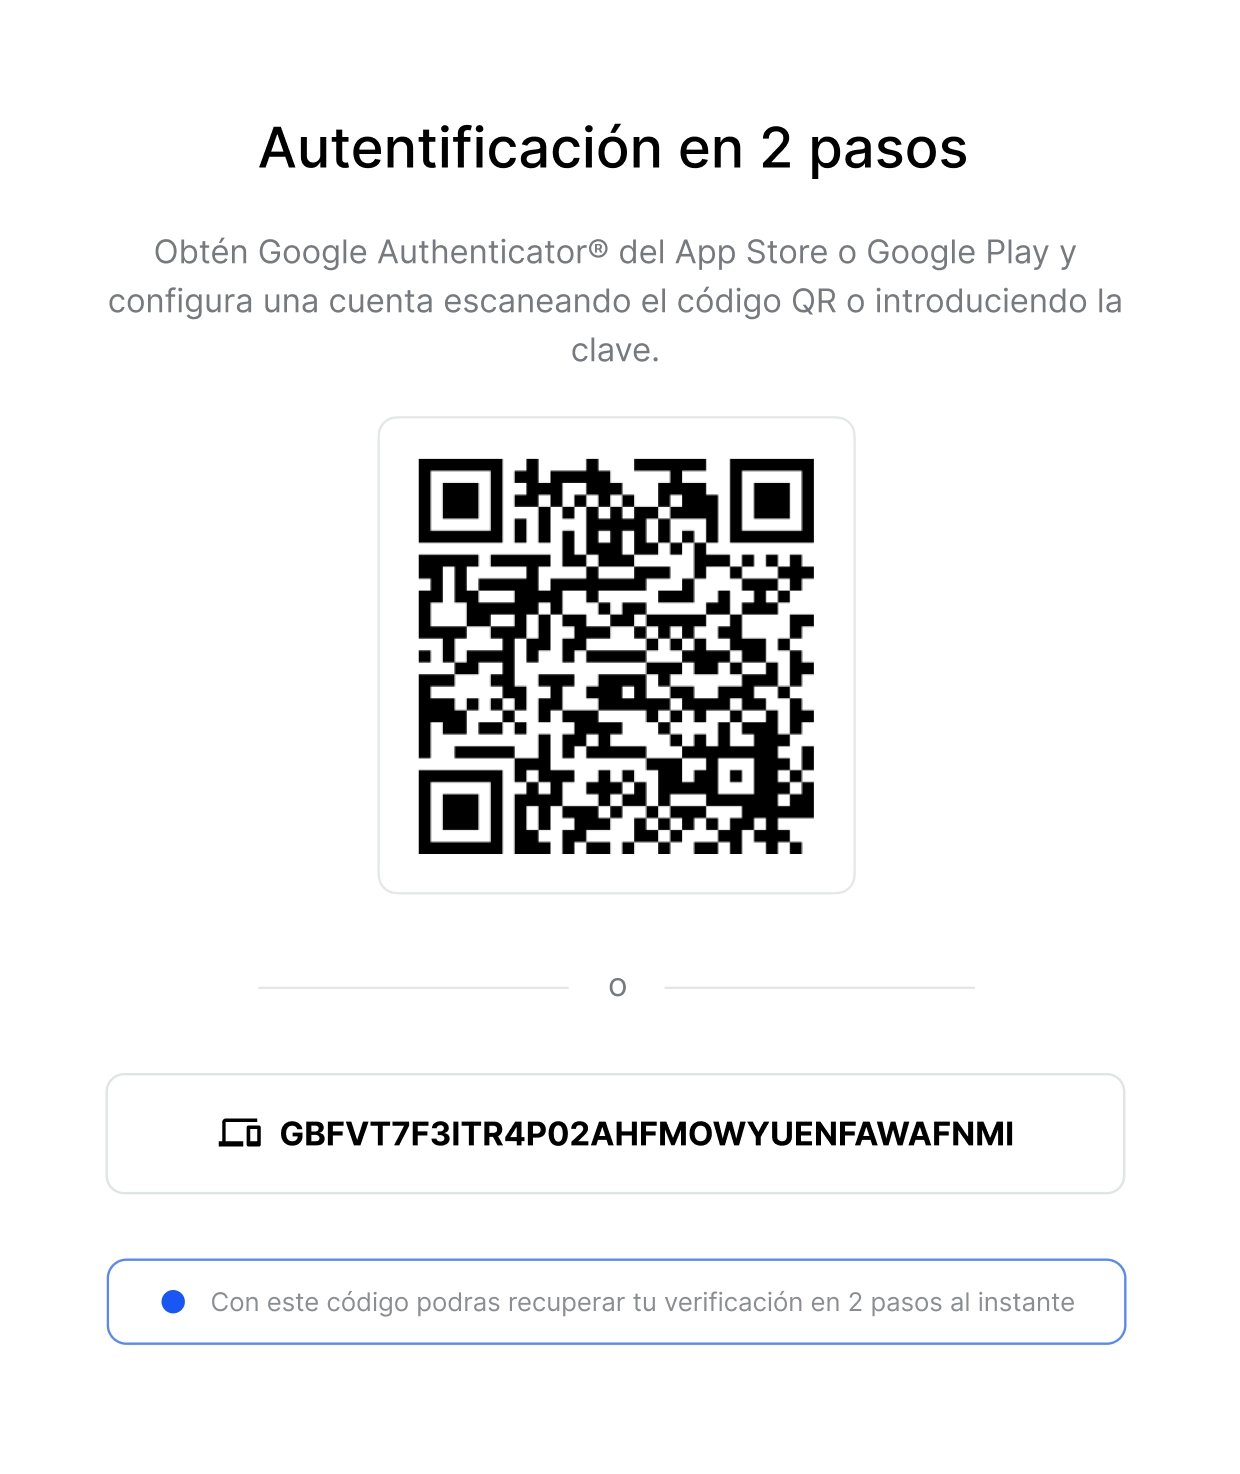 Autentificación en 2 pasos
Obtén Google Authenticator® del App Store o Google Play y
configura una cuenta escaneando el código QR o introduciendo la
clave.
o
GBFVT7F3ITR4P02AHFMOWYUENFAWAFNMI
Con este código podras recuperar tu verificación en 2 pasos al instante